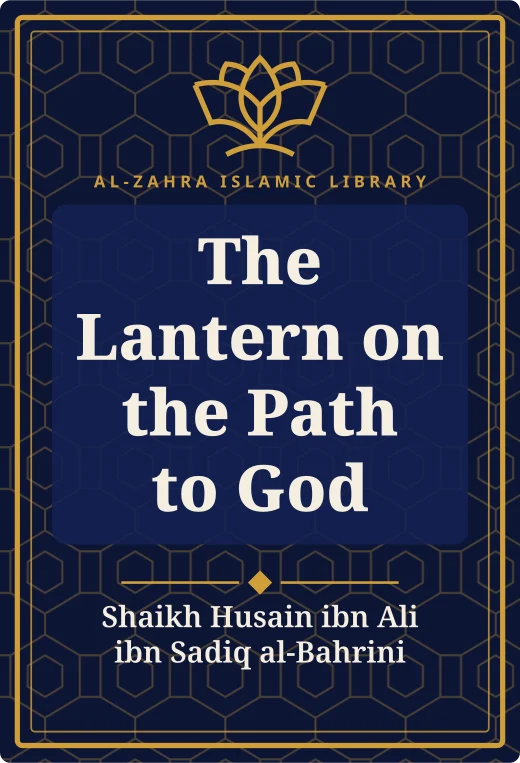 AL-ZAHRA ISLAMIC LIBRARY
The
Lantern on
the Path
to God
Shaikh Husain ibn Ali
ibn Sadiq al-Bahrini